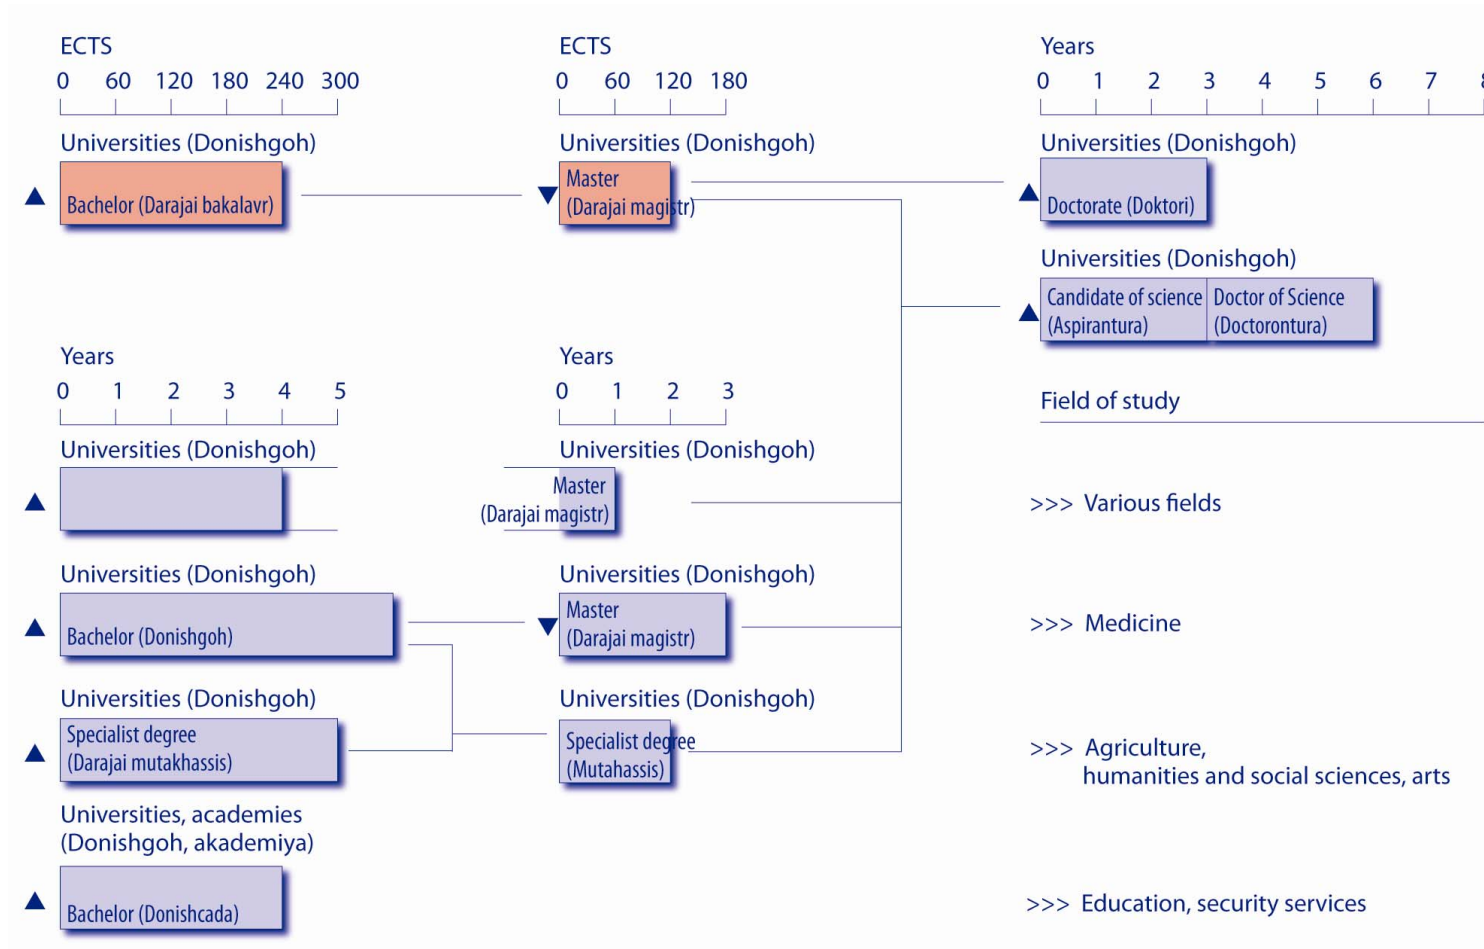 ECTS
0 60 120 180 240 300
Universities (Donishgoh)
Bachelor (Darajai bakalavr)
ECTS
0 60 120 180
Universities (Donishgoh)
Master
(Darajai magistr)
Years
0 1 2 3 4 5 6 7 8
Universities (Donishgoh)
Doctorate (Doktori)
Universities (Donishgoh)
Candidate of science
(Aspirantura)
Doctor of Science
(Doctorontura)
Years
0 1 2 3 4 5
Universities (Donishgoh)
Years
0 1 2 3
Universities (Donishgoh)
Master
(Darajai magistr)
Field of study
>>> Various fields
Universities (Donishgoh)
Bachelor (Donishgoh)
Universities (Donishgoh)
Master
(Darajai magistr)
>>> Medicine
Universities (Donishgoh)
Specialist degree
(Darajai mutakhassis)
Universities (Donishgoh)
Specialist degree
(Mutahassis)
>>> Agriculture,
humanities and social sciences, arts
Universities, academies
(Donishgoh, akademiya)
Bachelor (Donishcada)
>>> Education, security services